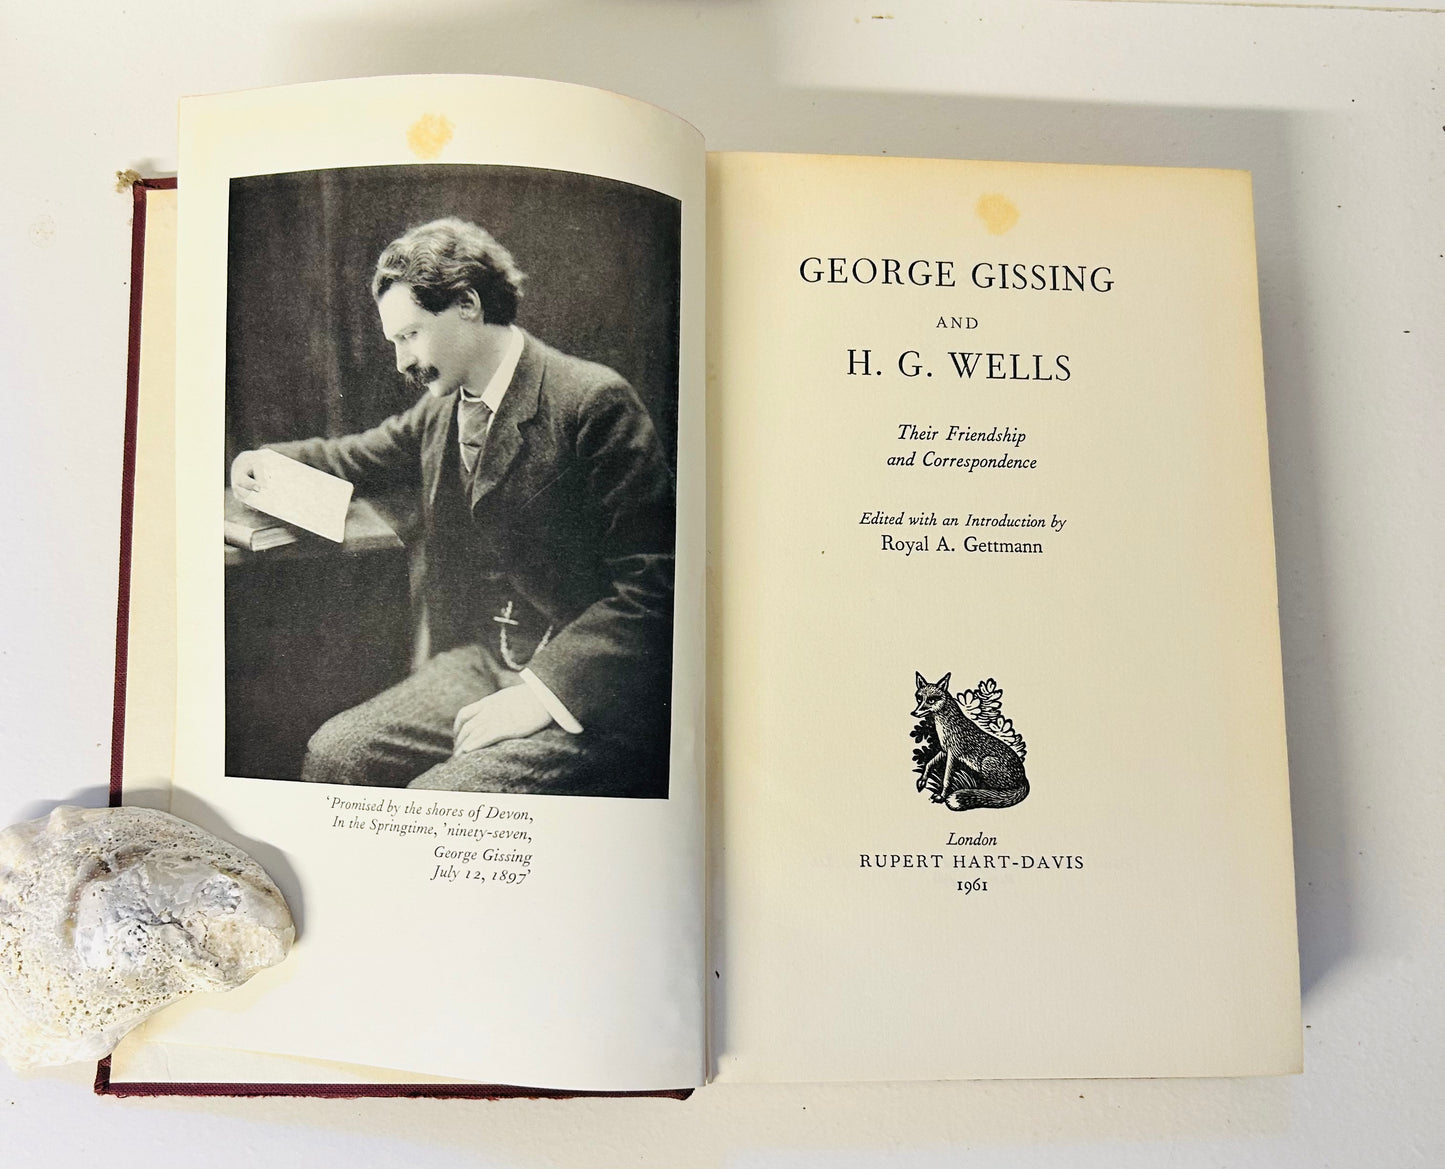 'Promised by the shores of Devon,
In the Springtime, 'ninety-seven,
George Gissing
July 12, 1897'
GEORGE GISSING
AND
H. G. WELLS
Their Friendship
and Correspondence
Edited with an Introduction by
Royal A. Gettmann
London
RUPERT HART-DAVIS
1961